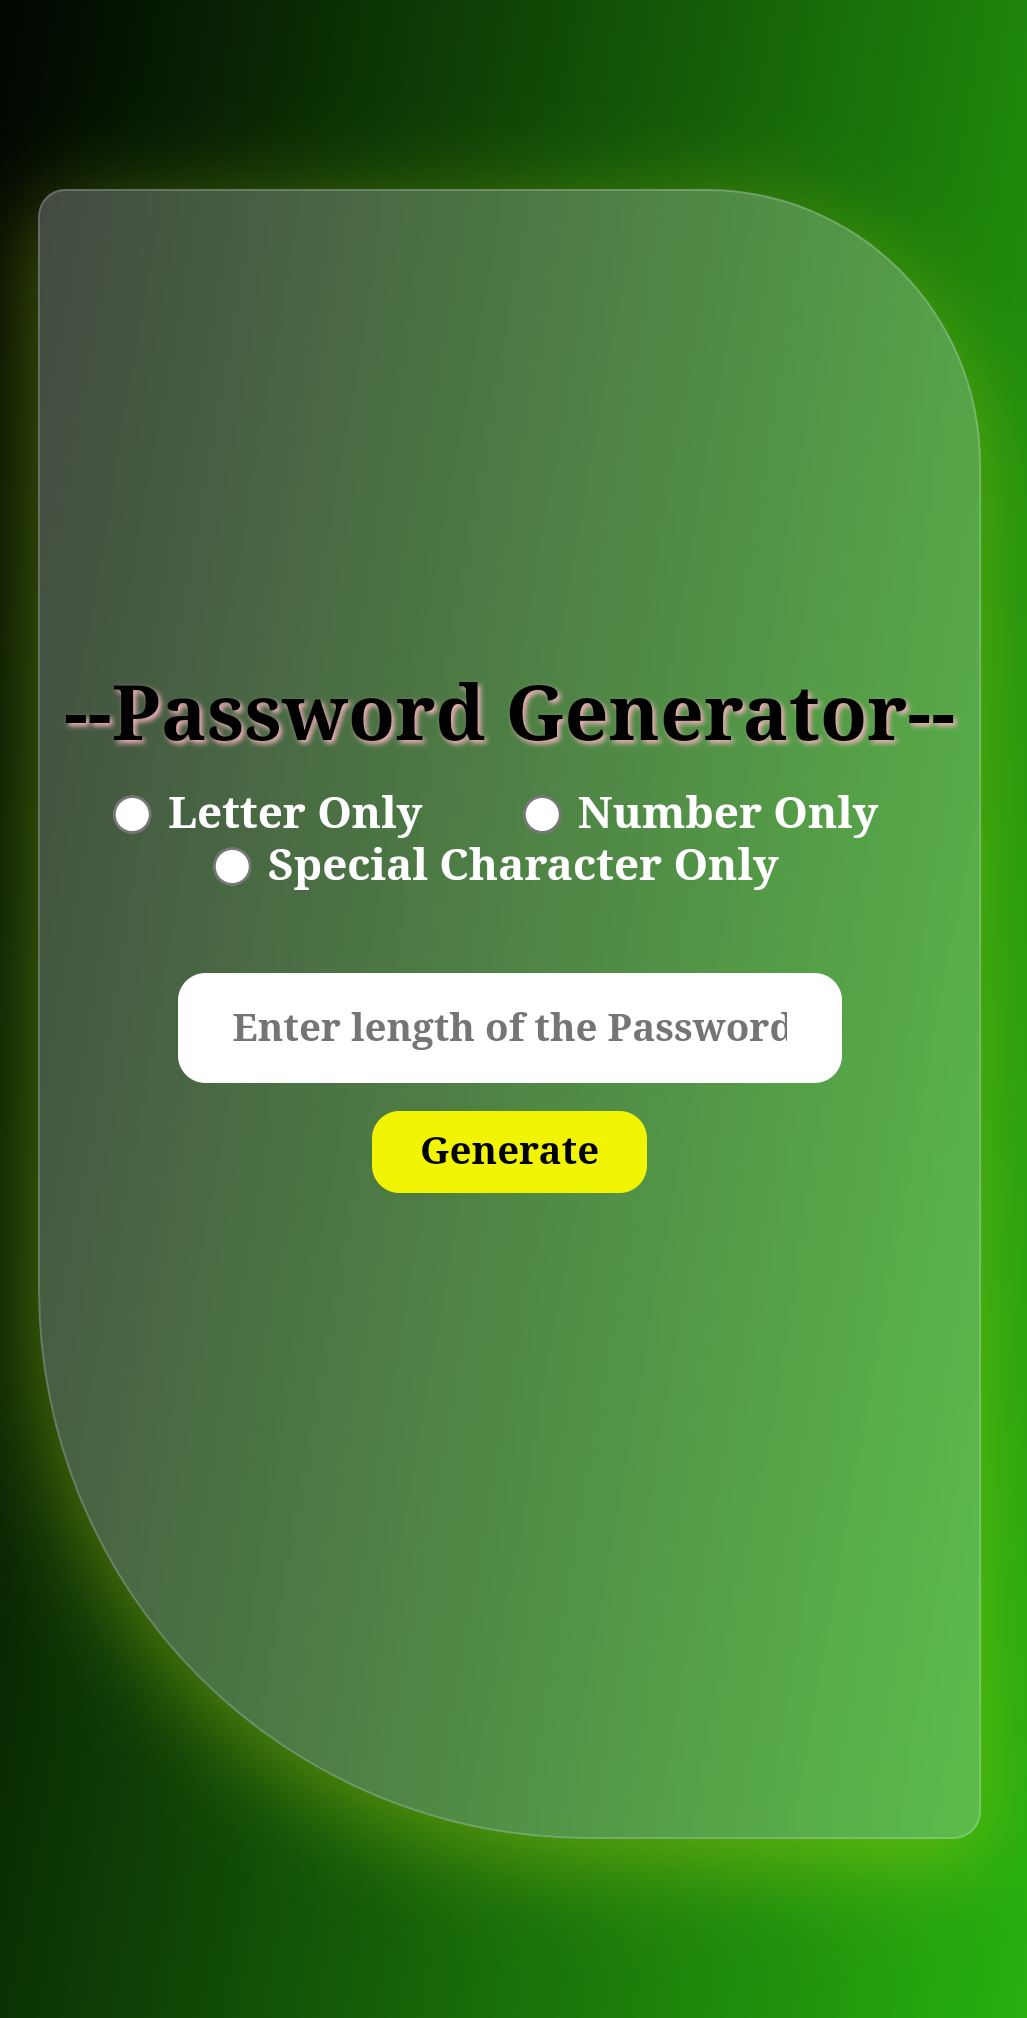 --Password Generator--
Letter Only Number Only
Special Character Only
Enter length of the Password
Generate